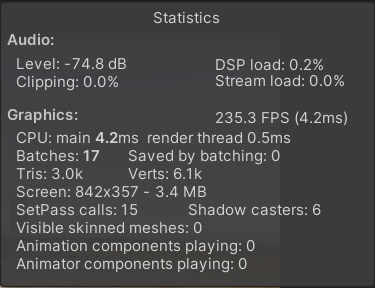 Statistics
Audio:
Level: -74.8 dB DSP load: 0.2%
Clipping: 0.0% Stream load: 0.0%
Graphics: 235.3 FPS (4.2ms)
CPU: main 4.2ms render thread 0.5ms
Batches: 17 Saved by batching: 0
Tris: 3.0k Verts: 6.1k
Screen: 842x357 - 3.4 MB
SetPass calls: 15 Shadow casters: 6
Visible skinned meshes: 0
Animation components playing: 0
Animator components playing: 0